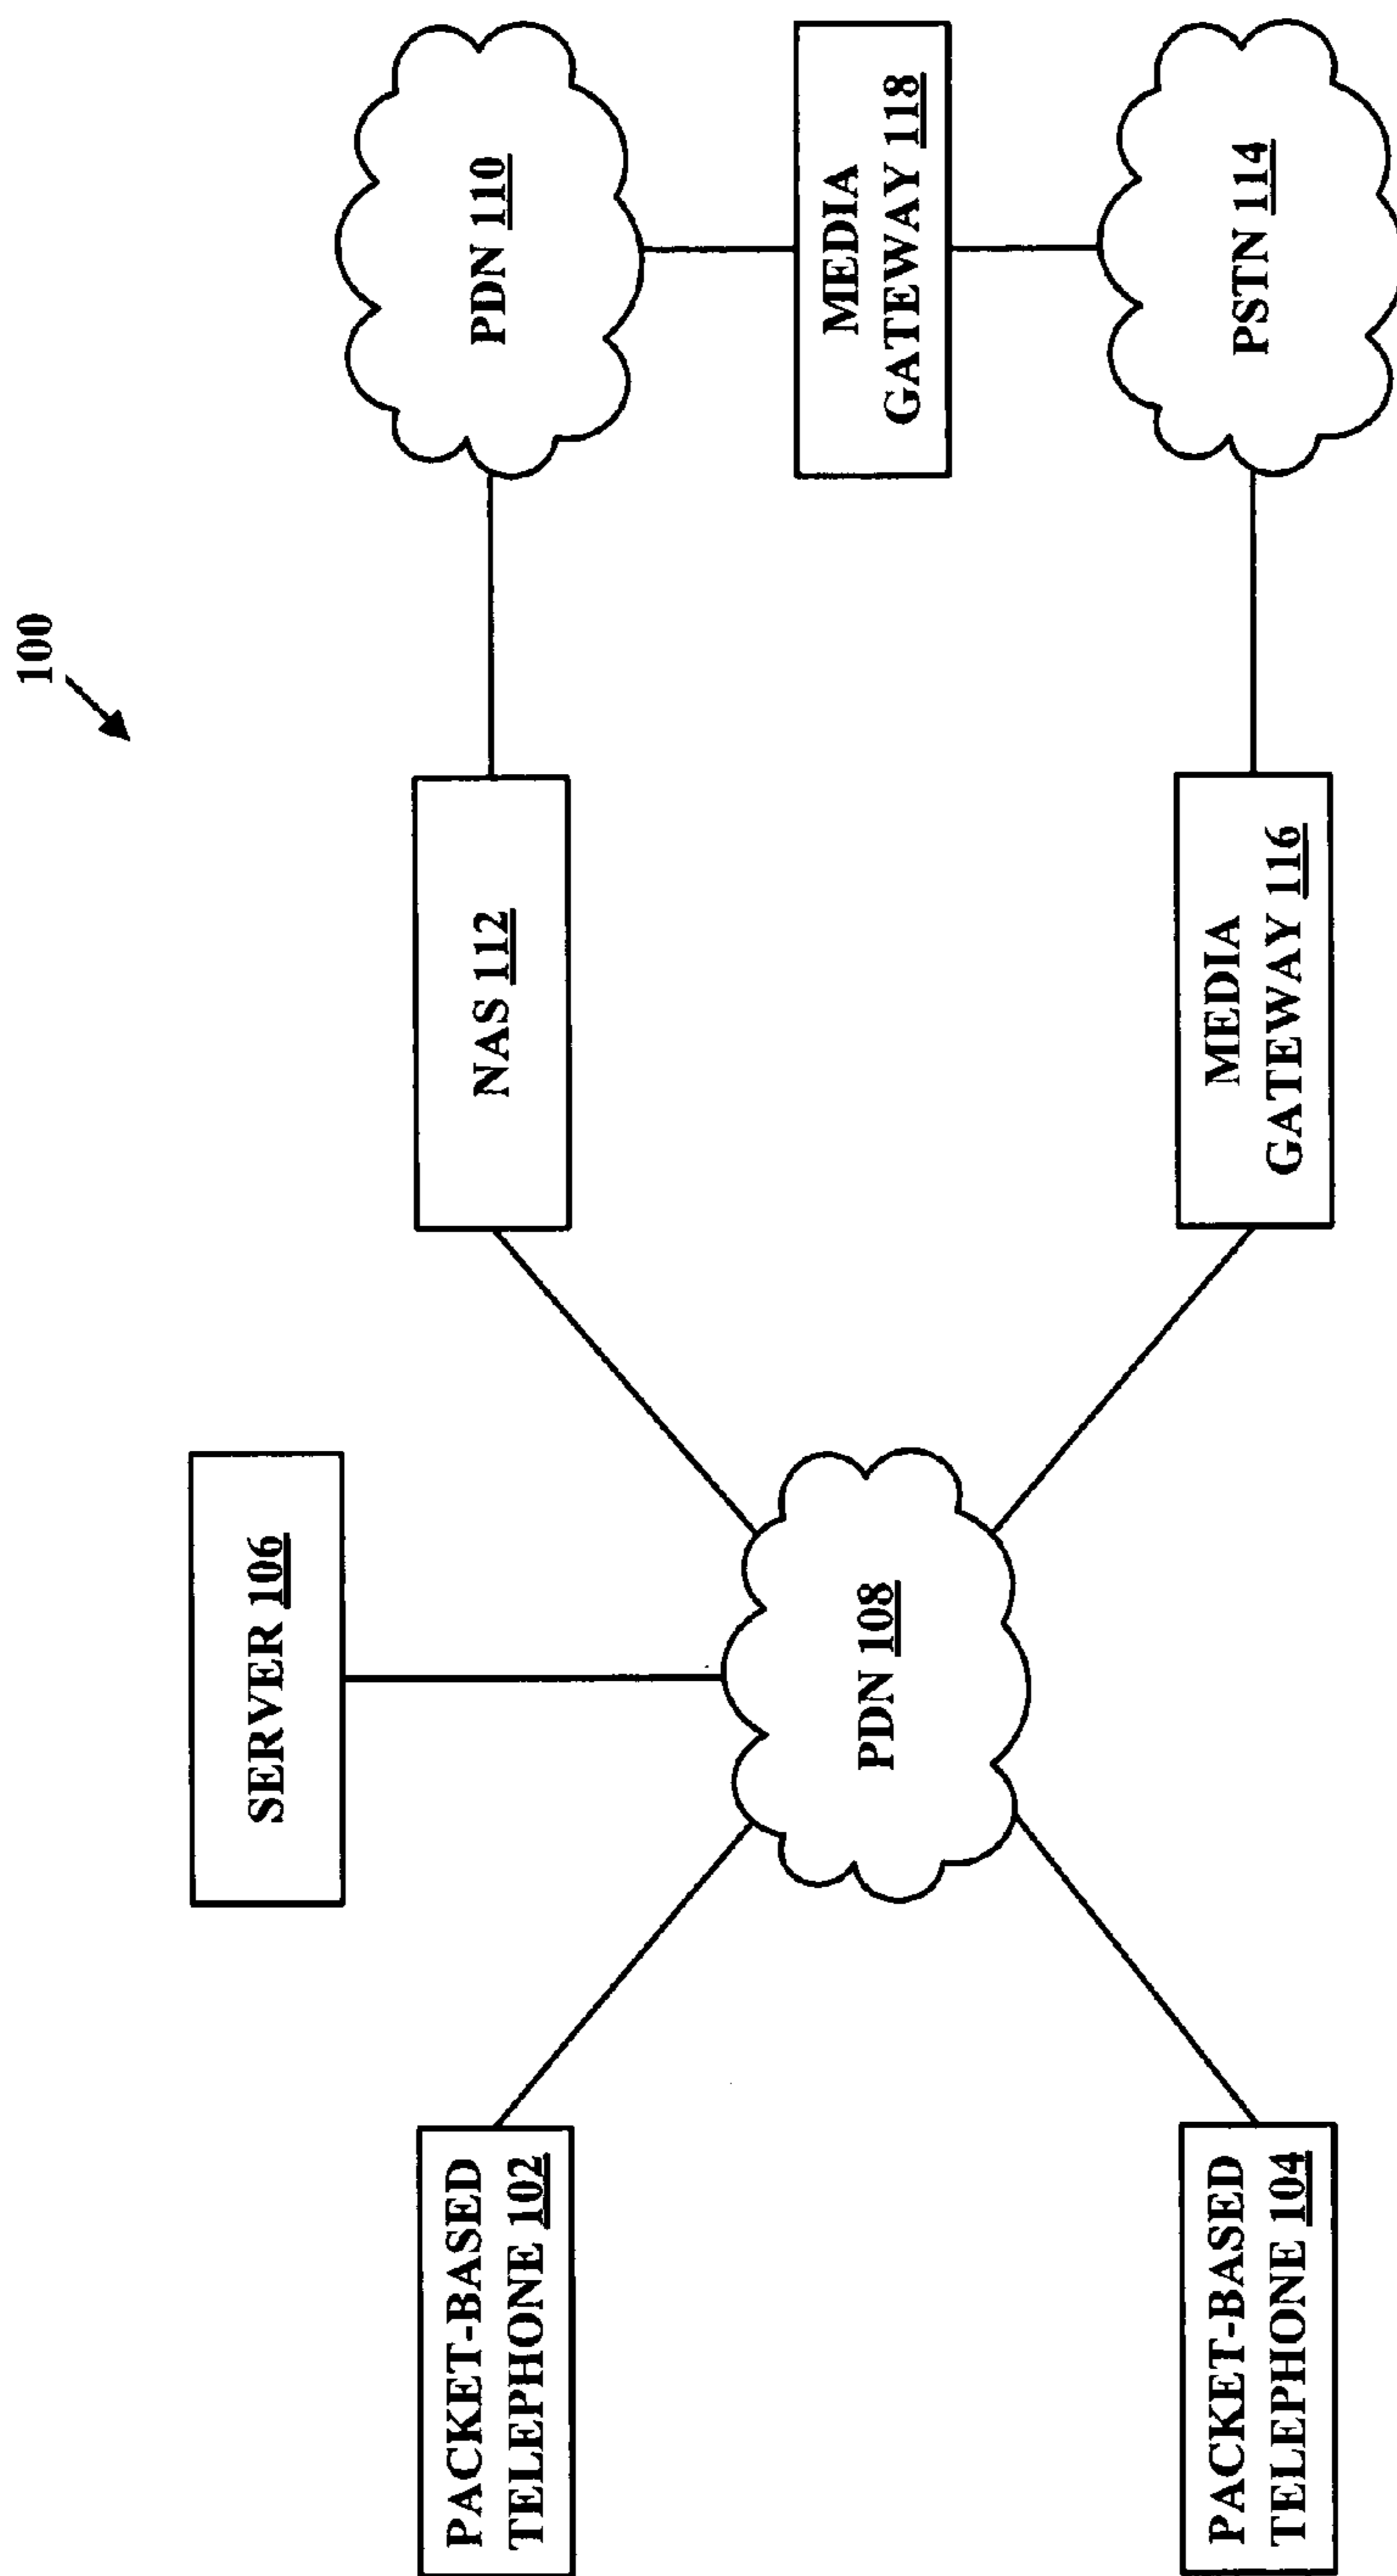 100
SERVER 106
PACKET-BASED
TELEPHONE 102
NAS 112
PDN 110
PDN 108
MEDIA
GATEWAY 118
PACKET-BASED
TELEPHONE 104
MEDIA
GATEWAY 116
PSTN 114